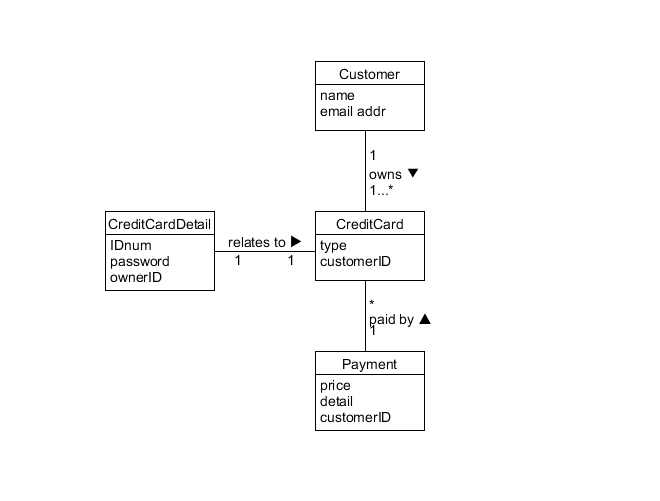 Customer
name
email addr
1
owns ▼
1...*
CreditCardDetail
IDnum
password
ownerID
relates to ▶
1
1
CreditCard
type
customerID
*
paid by ▲
1
Payment
price
detail
customerID